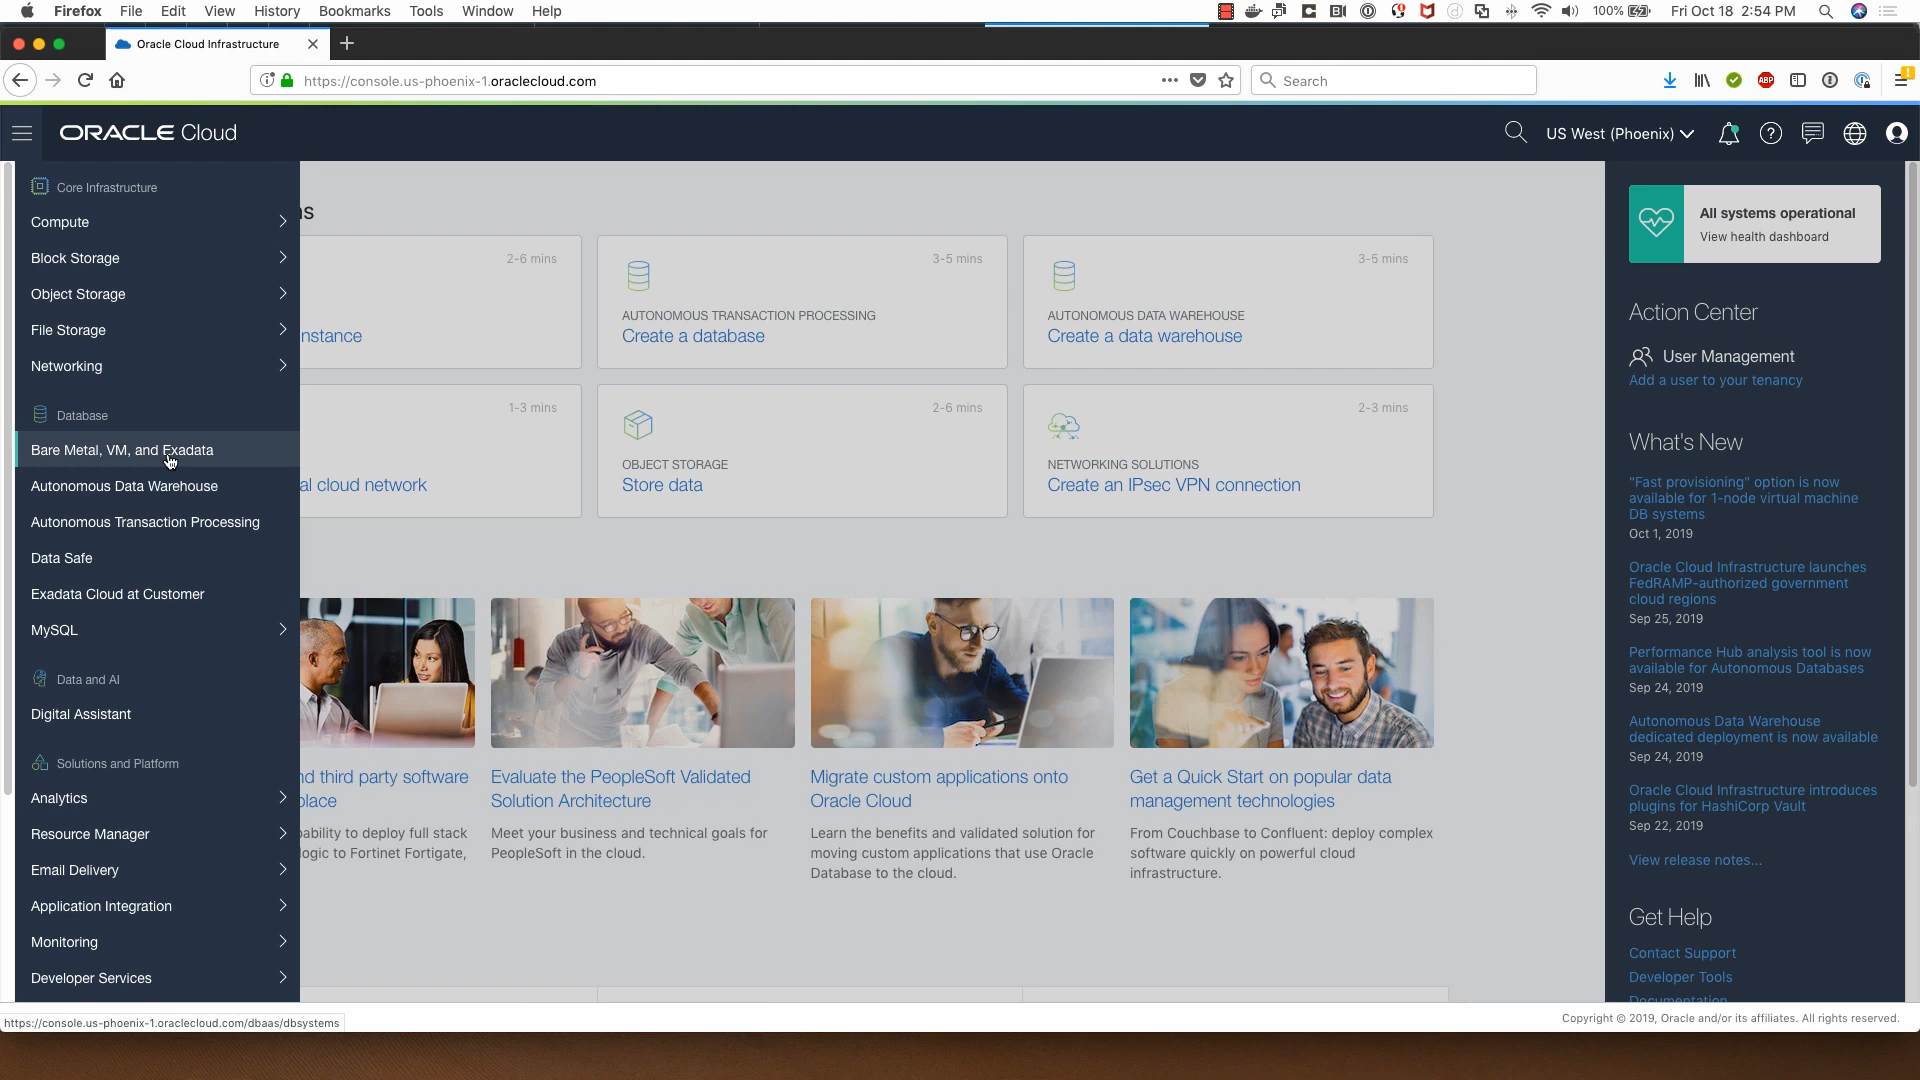 Firefox File Edit View History Bookmarks Tools Window Help
100% Fri Oct 18 2:54 PM
Oracle Cloud Infrastructure
https://console.us-phoenix-1.oraclecloud.com
Search
ORACLE Cloud
US West (Phoenix)
Core Infrastructure
Compute
Block Storage
Object Storage
File Storage
Networking
Database
Bare Metal, VM, and Exadata
Autonomous Data Warehouse
Autonomous Transaction Processing
Data Safe
Exadata Cloud at Customer
MySQL
Data and AI
Digital Assistant
Solutions and Platform
Analytics
Resource Manager
Email Delivery
Application Integration
Monitoring
Developer Services
2-6 mins
nstance
3-5 mins
AUTONOMOUS TRANSACTION PROCESSING
Create a database
3-5 mins
AUTONOMOUS DATA WAREHOUSE
Create a data warehouse
1-3 mins
al cloud network
2-6 mins
OBJECT STORAGE
Store data
2-3 mins
NETWORKING SOLUTIONS
Create an IPsec VPN connection
nd third party software
place
ability to deploy full stack
logic to Fortinet Fortigate,
Evaluate the PeopleSoft Validated
Solution Architecture
Meet your business and technical goals for
PeopleSoft in the cloud.
Migrate custom applications onto
Oracle Cloud
Learn the benefits and validated solution for
moving custom applications that use Oracle
Database to the cloud.
Get a Quick Start on popular data
management technologies
From Couchbase to Confluent: deploy complex
software quickly on powerful cloud
infrastructure.
All systems operational
View health dashboard
Action Center
User Management
Add a user to your tenancy
What's New
"Fast provisioning" option is now
available for 1-node virtual machine
DB systems
Oct 1, 2019
Oracle Cloud Infrastructure launches
FedRAMP-authorized government
cloud regions
Sep 25, 2019
Performance Hub analysis tool is now
available for Autonomous Databases
Sep 24, 2019
Autonomous Data Warehouse
dedicated deployment is now available
Sep 24, 2019
Oracle Cloud Infrastructure introduces
plugins for HashiCorp Vault
Sep 22, 2019
View release notes...
Get Help
Contact Support
Developer Tools
Documentation
https://console.us-phoenix-1.oraclecloud.com/dbaas/dbsystems
Copyright © 2019, Oracle and/or its affiliates. All rights reserved.